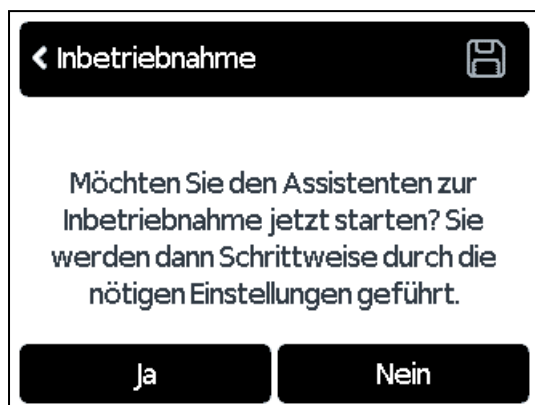 Inbetriebnahme
Möchten Sie den Assistenten zur
Inbetriebnahme jetzt starten? Sie
werden dann Schrittweise durch die
nötigen Einstellungen geführt.
Ja
Nein